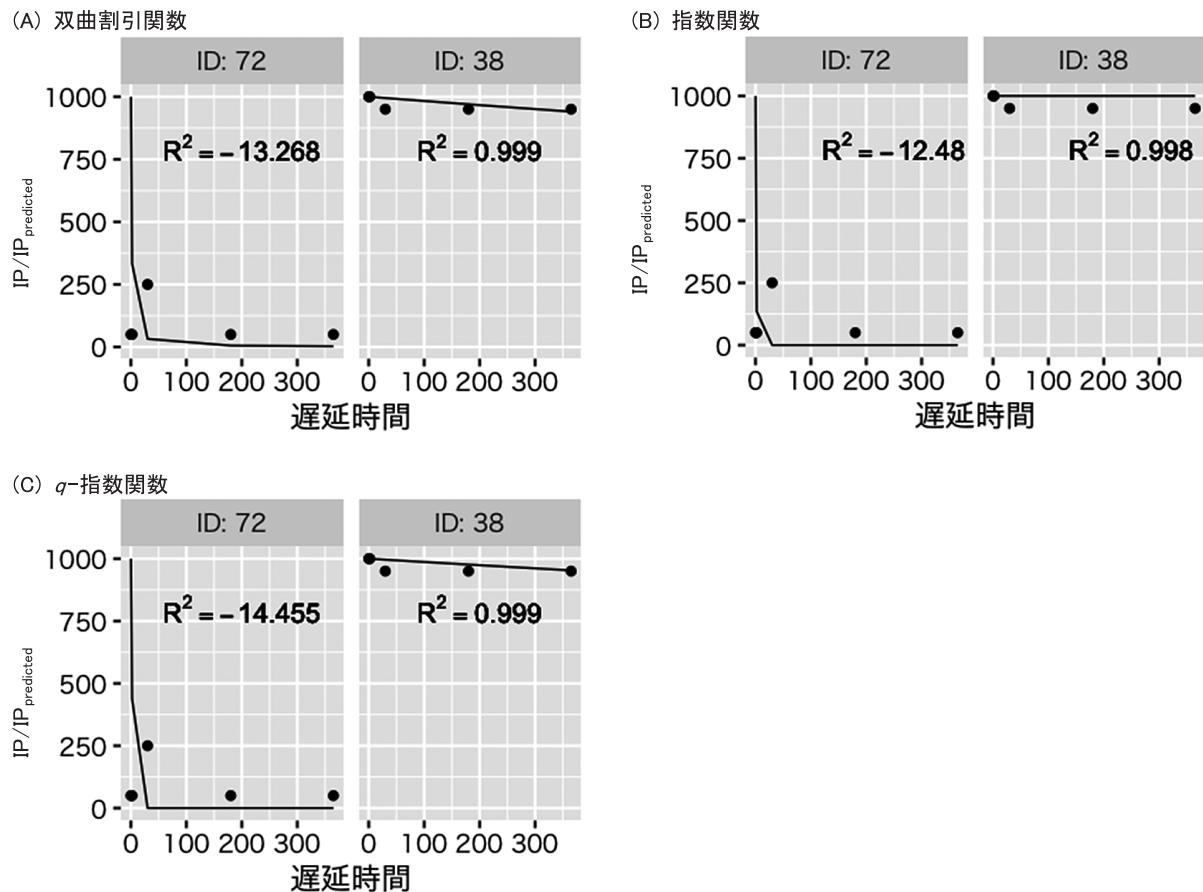 (A) 双曲割引関数
ID: 72 ID: 38
1000
750
500
250
0
R² = −13.268
R² = 0.999
IP/IPpredicted
0 100 200 300 0 100 200 300
遅延時間
(B) 指数関数
ID: 72 ID: 38
1000
750
500
250
0
R² = −12.48
R² = 0.998
IP/IPpredicted
0 100 200 300 0 100 200 300
遅延時間
(C) q-指数関数
ID: 72 ID: 38
1000
750
500
250
0
R² = −14.455
R² = 0.999
IP/IPpredicted
0 100 200 300 0 100 200 300
遅延時間